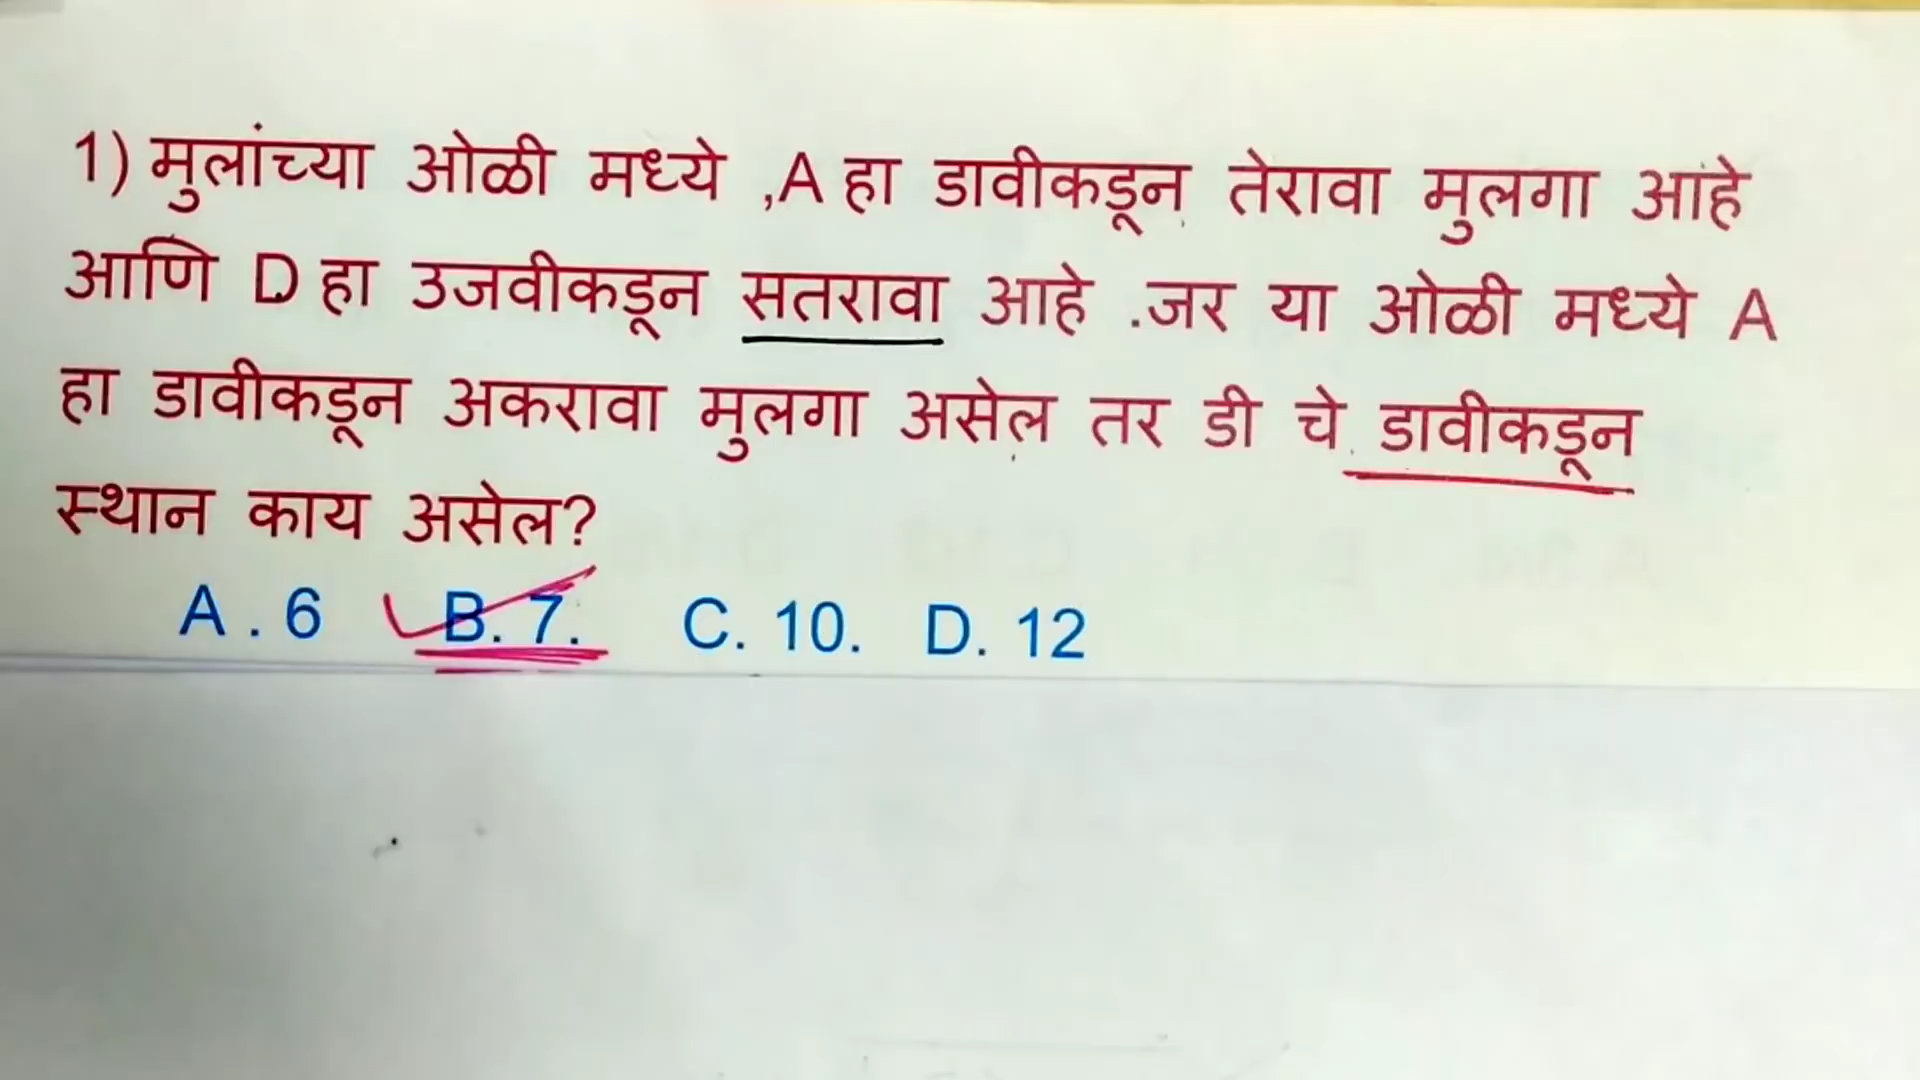 1) मुलांच्या ओळी मध्ये ,A हा डावीकडून तेरावा मुलगा आहे
आणि D हा उजवीकडून सतरावा आहे .जर या ओळी मध्ये A
हा डावीकडून अकरावा मुलगा असेल तर डी चे डावीकडून
स्थान काय असेल?
A . 6 B. 7. C. 10. D. 12